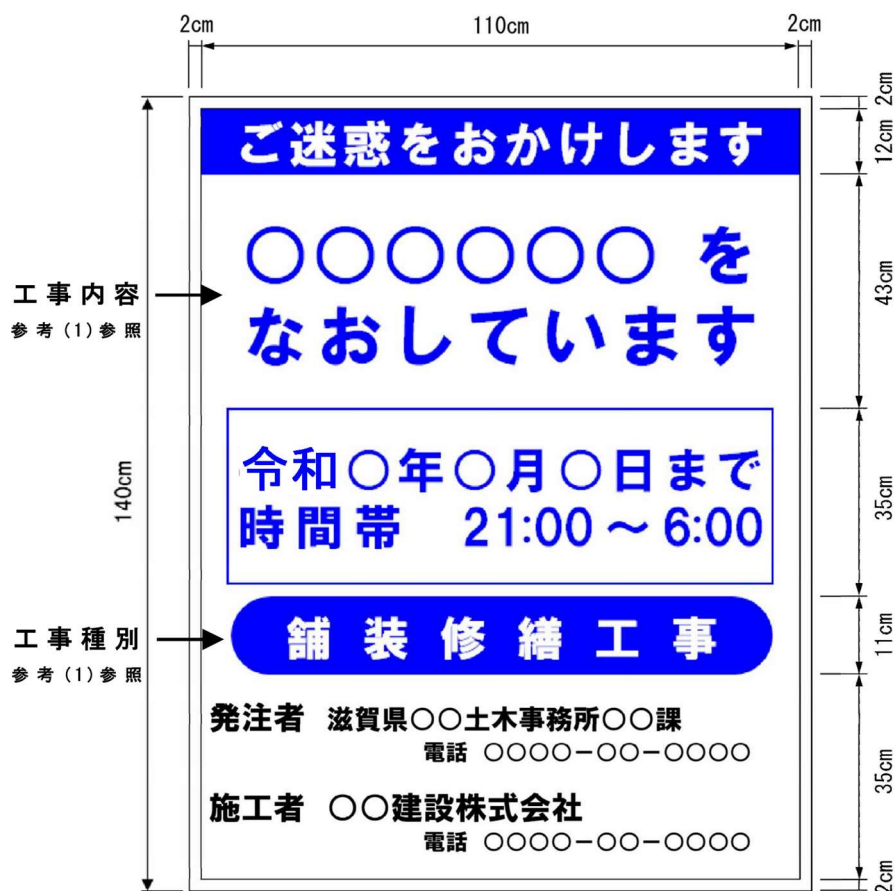 2cm
110cm
2cm
2cm
ご迷惑をおかけします
12cm
○○○○○○ を
なおしています
43cm
工事内容
参考(1)参照
140cm
令和○年○月○日まで
時間帯 21:00～6:00
35cm
工事種別
参考(1)参照
舗装修繕工事
11cm
発注者 滋賀県○○土木事務所○○課
電話 ○○○○－○○－○○○○
35cm
施工者 ○○建設株式会社
電話 ○○○○－○○－○○○○
2cm